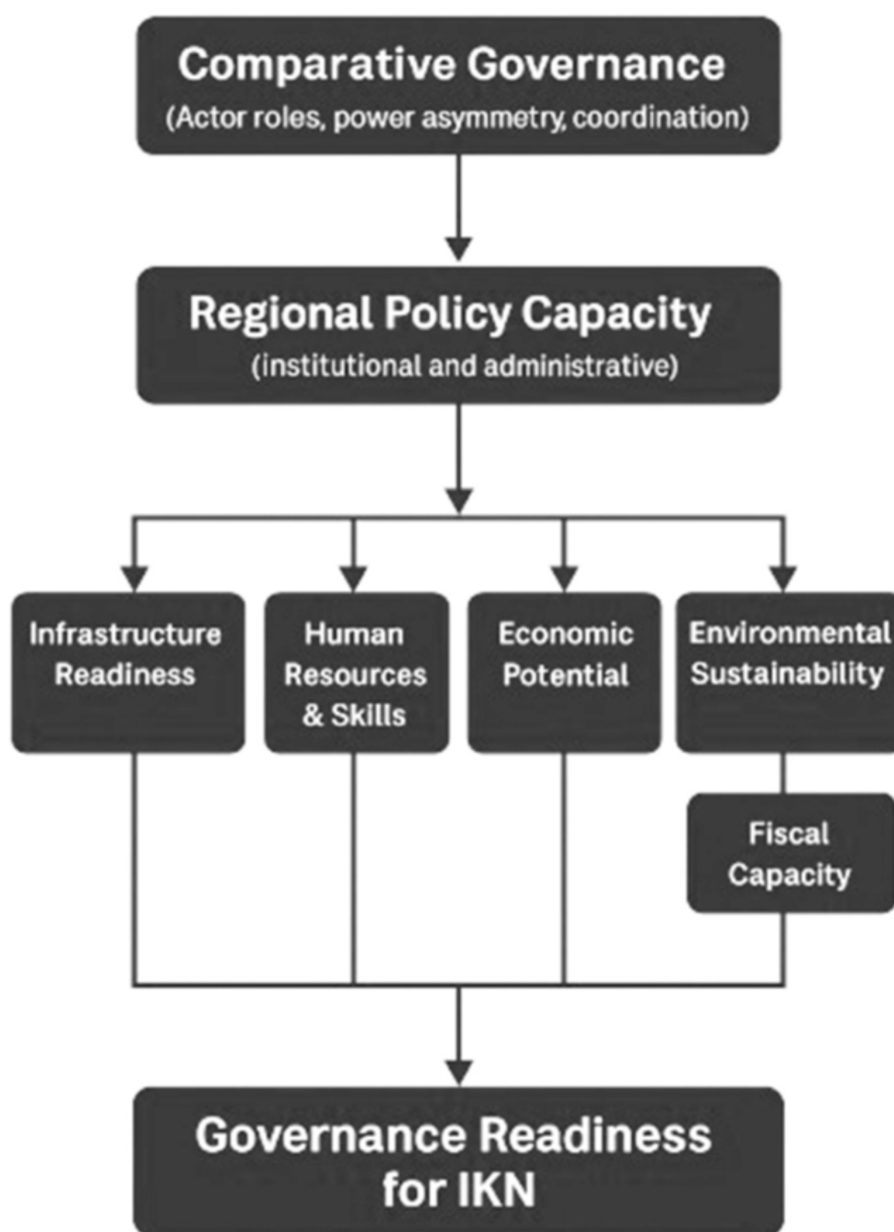 Comparative Governance
(Actor roles, power asymmetry, coordination)
Regional Policy Capacity
(institutional and administrative)
Infrastructure
Readiness
Human
Resources
& Skills
Economic
Potential
Environmental
Sustainability
Fiscal
Capacity
Governance Readiness
for IKN